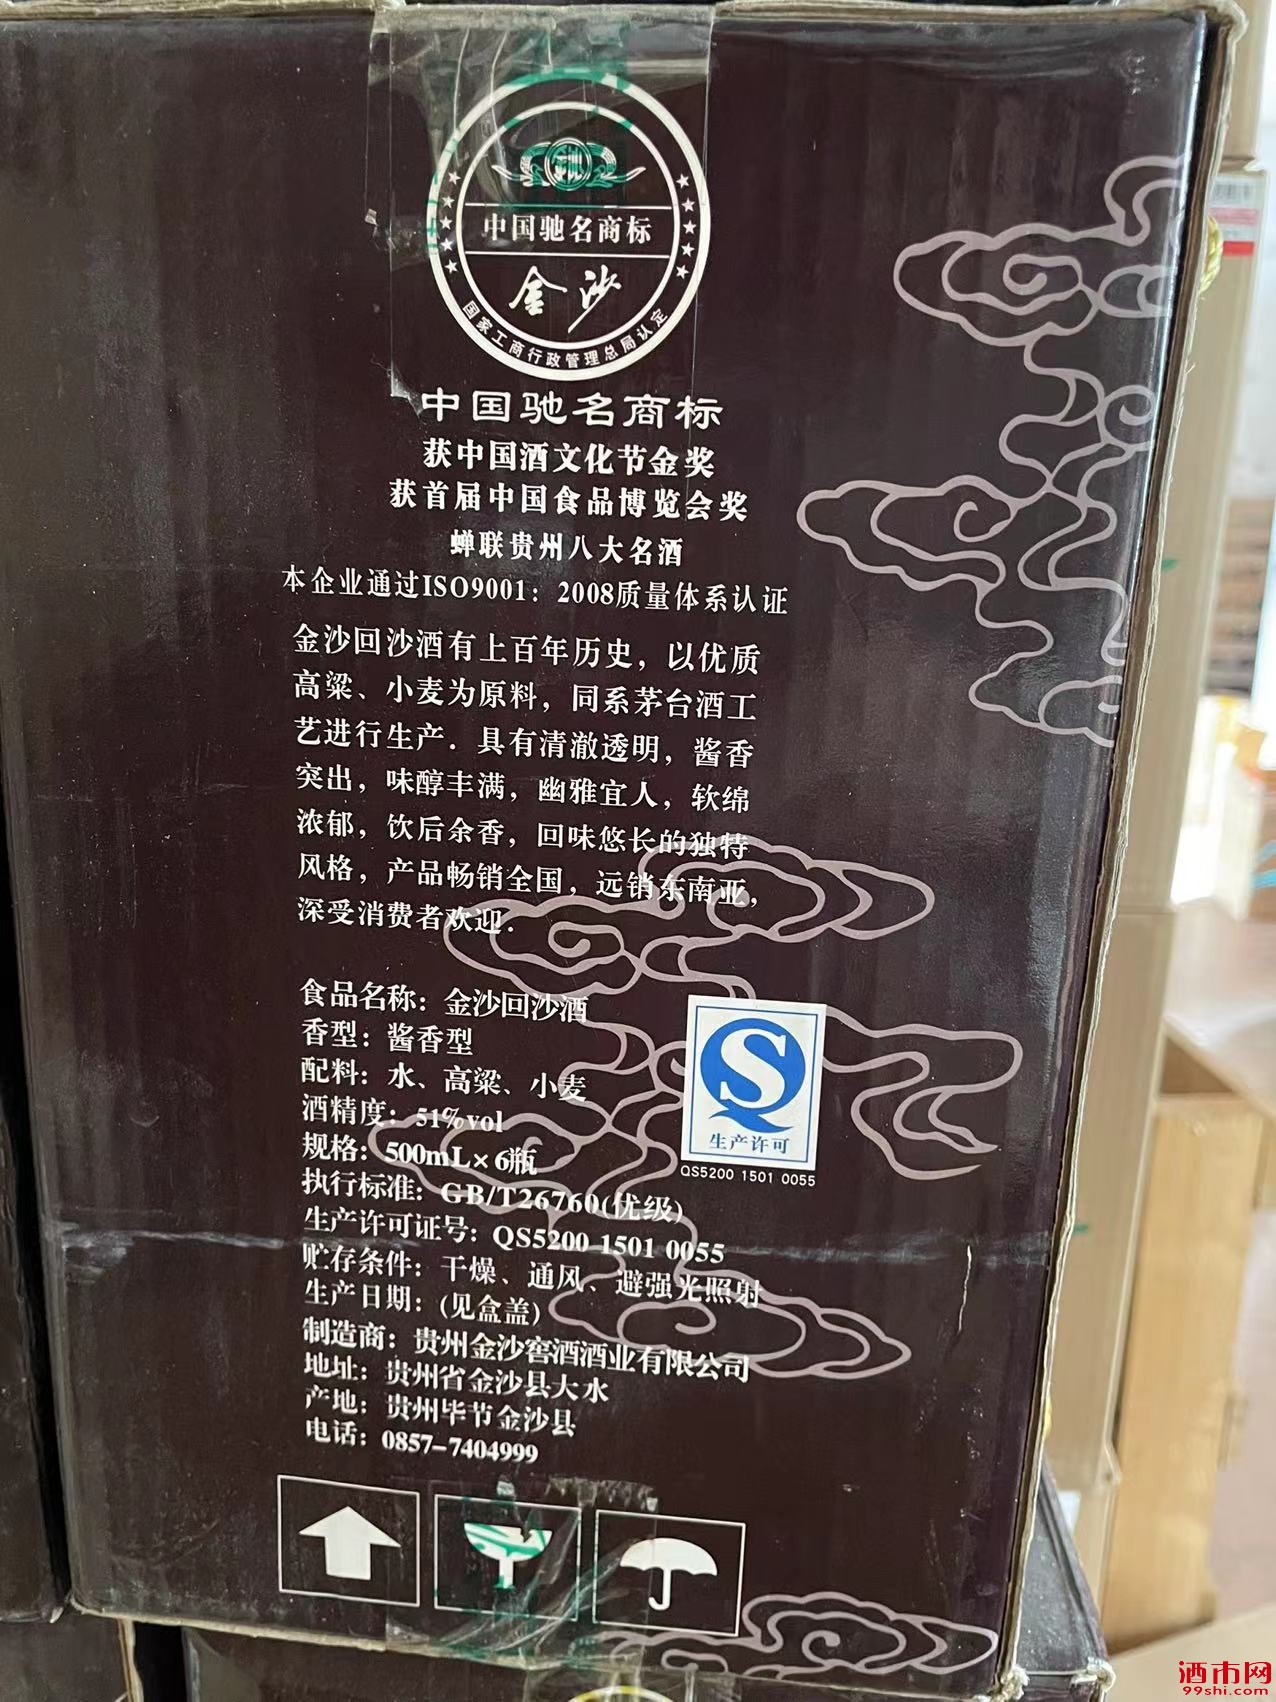 中国驰名商标
金沙
国家工商行政管理总局认定
中国驰名商标
获中国酒文化节金奖
获首届中国食品博览会奖
蝉联贵州八大名酒
本企业通过ISO9001：2008质量体系认证
金沙回沙酒有上百年历史，以优质
高粱、小麦为原料，同系茅台酒工
艺进行生产．具有清澈透明，酱香
突出，味醇丰满，幽雅宜人，软绵
浓郁，饮后余香，回味悠长的独特
风格，产品畅销全国，远销东南亚，
深受消费者欢迎．
食品名称：金沙回沙酒
香型：酱香型
配料：水、高粱、小麦
酒精度：51%vol
规格：500mL×6瓶
执行标准：GB/T26760(优级)
生产许可证号：QS5200 1501 0055
贮存条件：干燥、通风、避强光照射
生产日期：(见盒盖)
制造商：贵州金沙窖酒酒业有限公司
地址：贵州省金沙县大水
产地：贵州毕节金沙县
电话：0857-7404999
生产许可
QS5200 1501 0055
酒市网
99shi.com